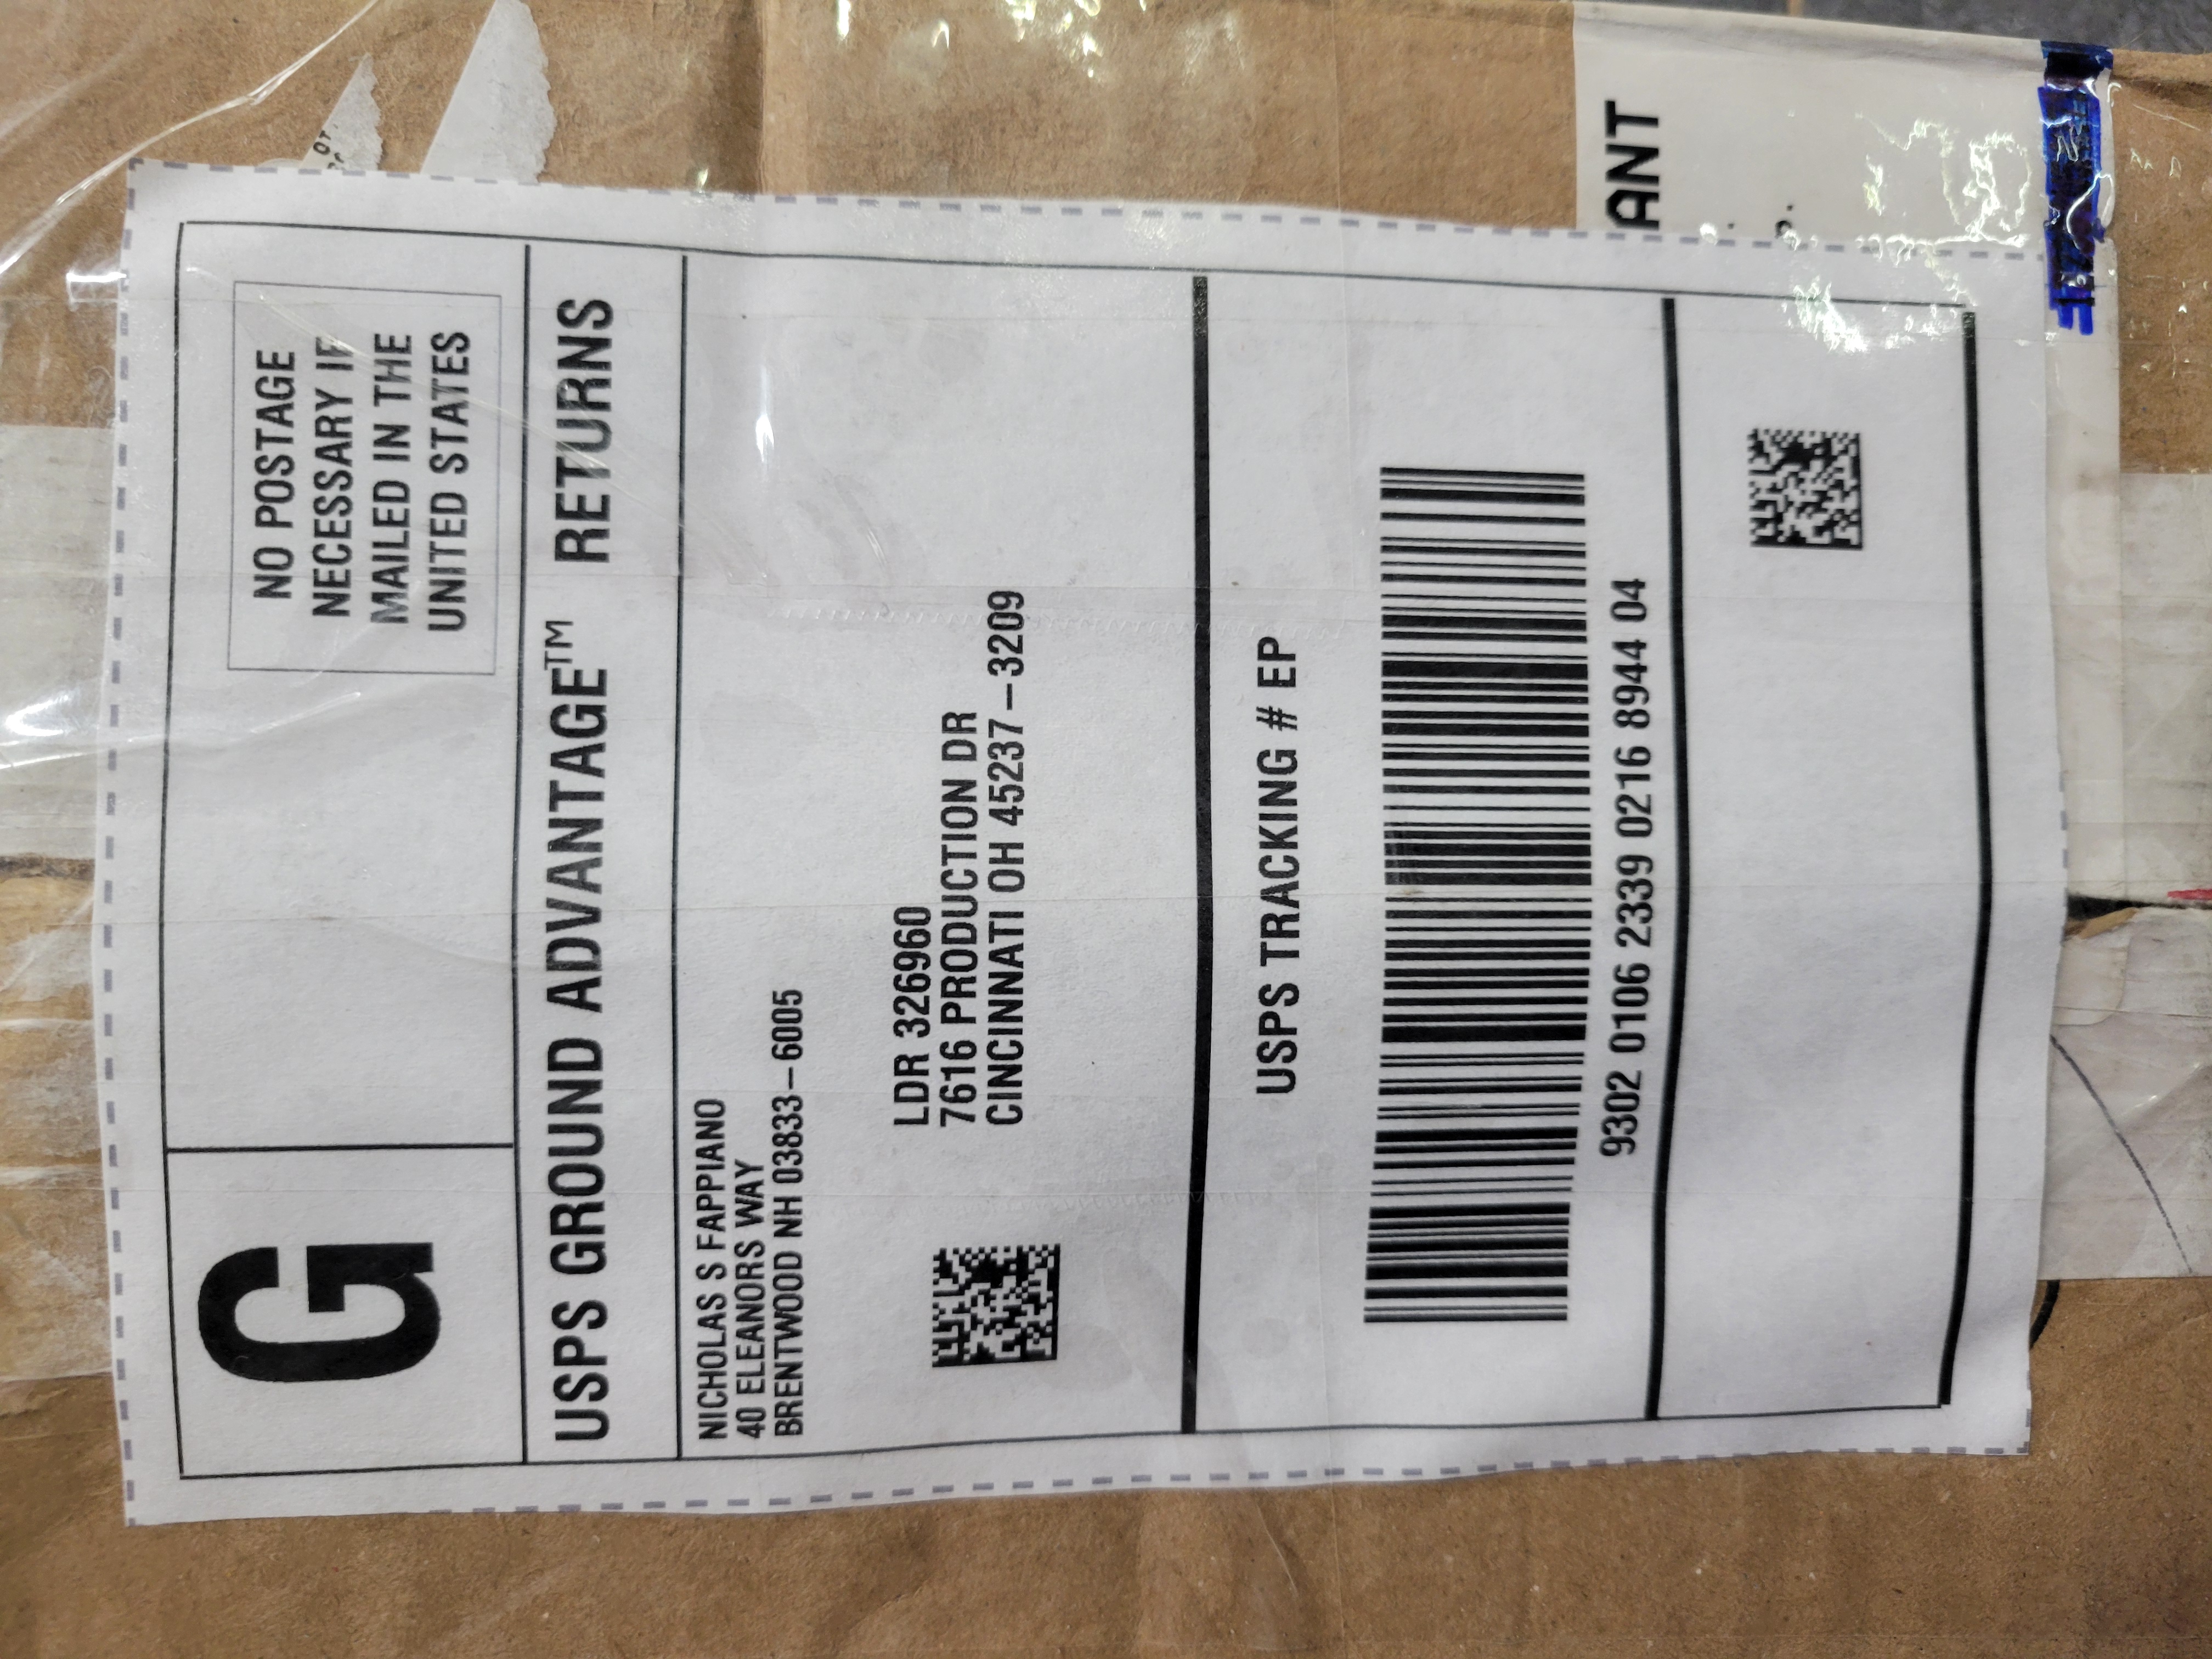 G
NO POSTAGE
NECESSARY IF
MAILED IN THE
UNITED STATES
USPS GROUND ADVANTAGE™ RETURNS
NICHOLAS S FAPPIANO
40 ELEANORS WAY
BRENTWOOD NH 03833-6005
LDR 326960
7616 PRODUCTION DR
CINCINNATI OH 45237-3209
USPS TRACKING # EP
9302 0106 2339 0216 8944 04
ANT